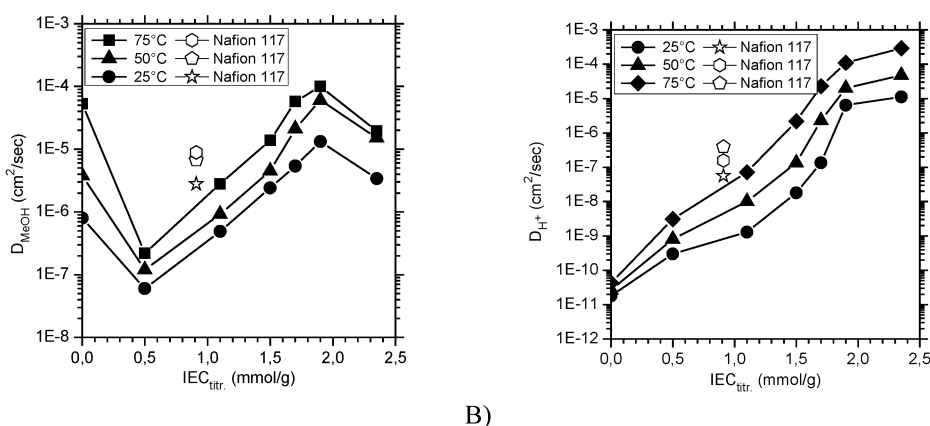 1E-3
1E-4
1E-5
1E-6
1E-7
1E-8
D_MeOH (cm²/sec)
75°C Nafion 117
50°C Nafion 117
25°C Nafion 117
0,0 0,5 1,0 1,5 2,0 2,5
IEC_titr. (mmol/g)
1E-3
1E-4
1E-5
1E-6
1E-7
1E-8
1E-9
1E-10
1E-11
1E-12
D_H⁺ (cm²/sec)
25°C Nafion 117
50°C Nafion 117
75°C Nafion 117
0,0 0,5 1,0 1,5 2,0 2,5
IEC_titr. (mmol/g)
B)